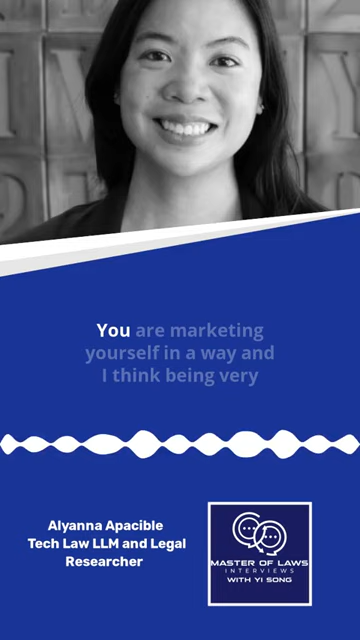 You are marketing
yourself in a way and
I think being very
Alyanna Apacible
Tech Law LLM and Legal
Researcher
MASTER OF LAWS
INTERVIEWS
WITH YI SONG